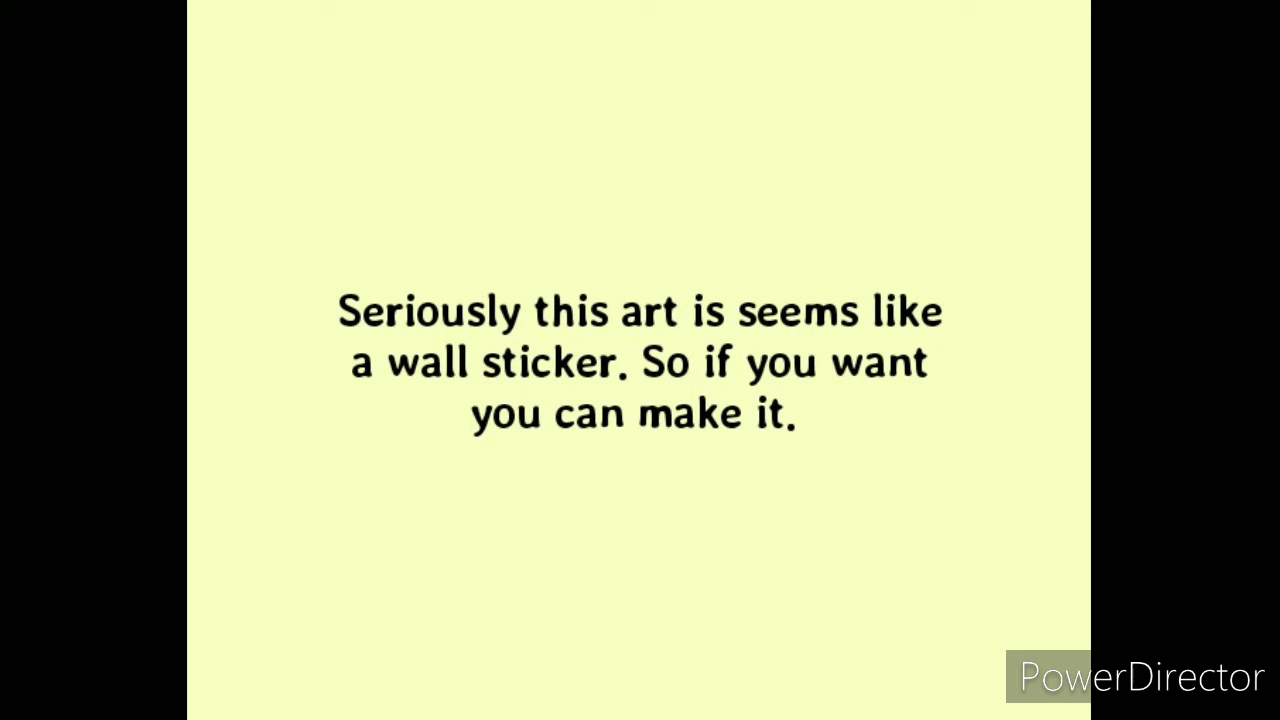 Seriously this art is seems like
a wall sticker. So if you want
you can make it.
PowerDirector